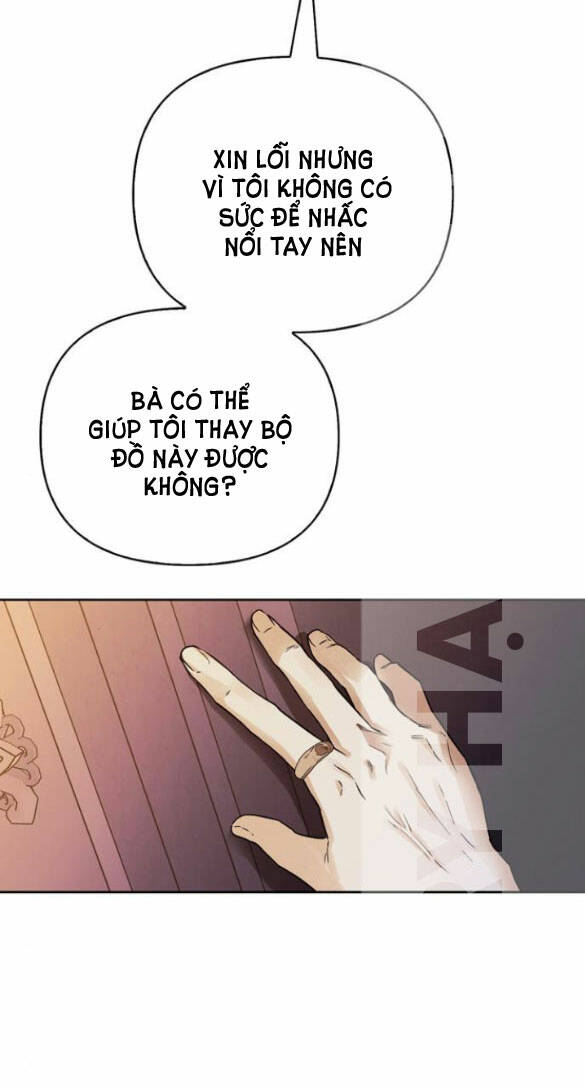 XIN LỖI NHƯNG
VÌ TÔI KHÔNG CÓ
SỨC ĐỂ NHẤC
NỔI TAY NÊN
BÀ CÓ THỂ
GIÚP TÔI THAY BỘ
ĐỒ NÀY ĐƯỢC
KHÔNG?